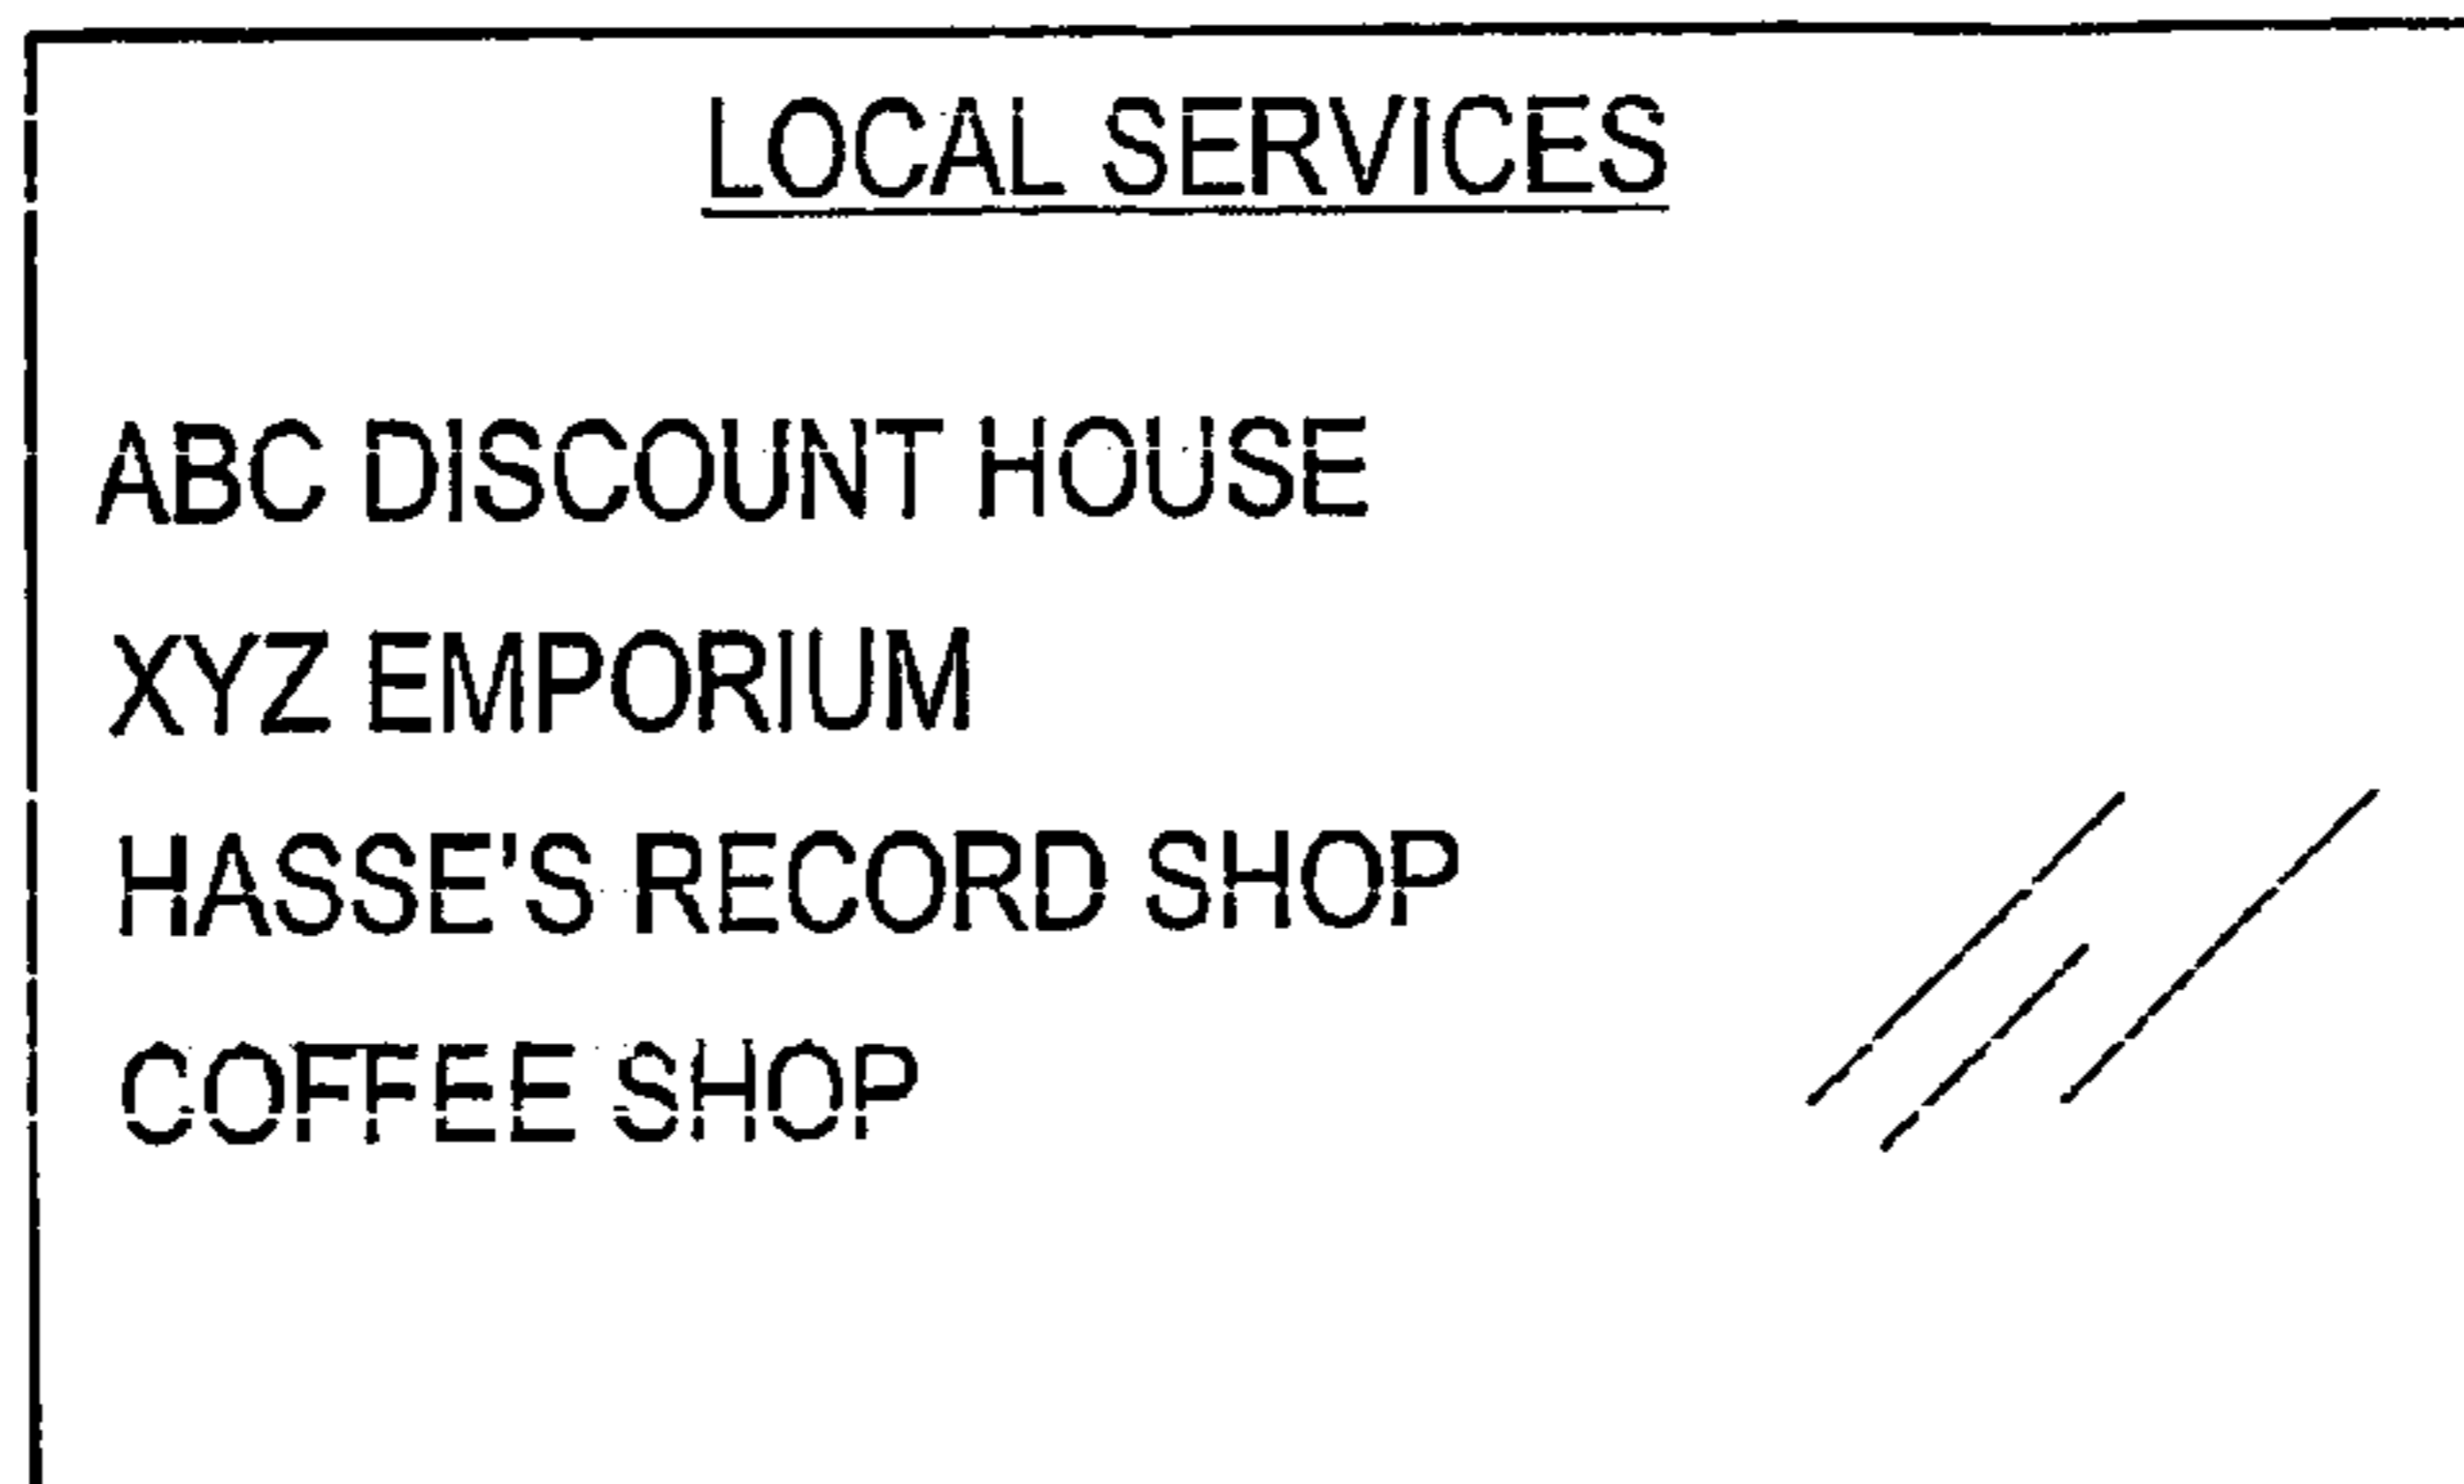 LOCAL SERVICES
ABC DISCOUNT HOUSE
XYZ EMPORIUM
HASSE'S RECORD SHOP
COFFEE SHOP